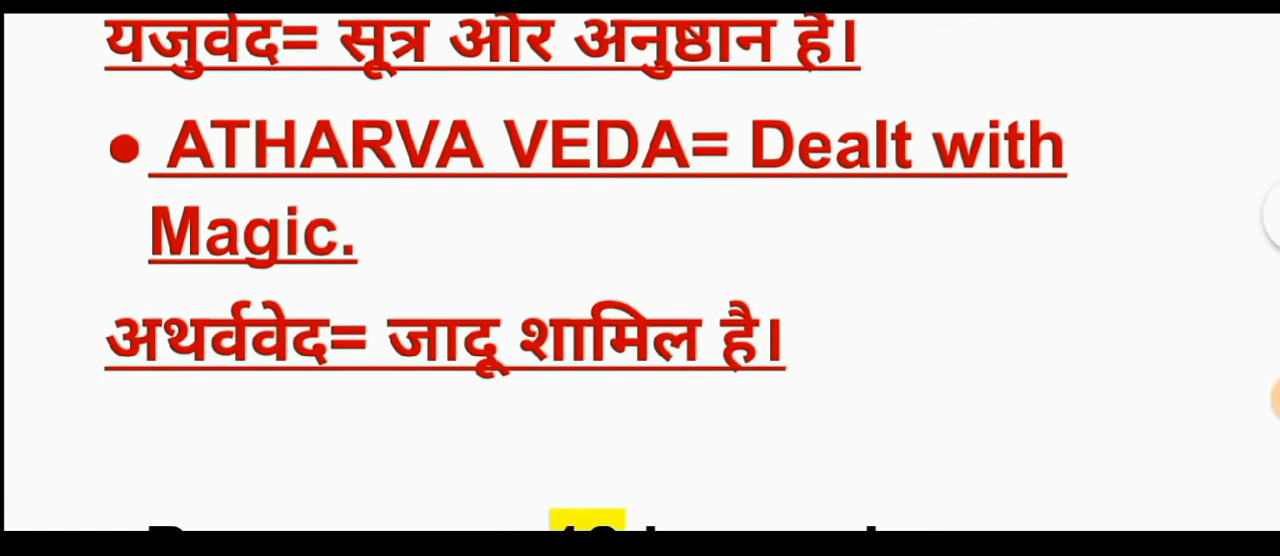 यजुर्वेद= सूत्र और अनुष्ठान है।
• ATHARVA VEDA= Dealt with
Magic.
अथर्ववेद= जादू शामिल है।